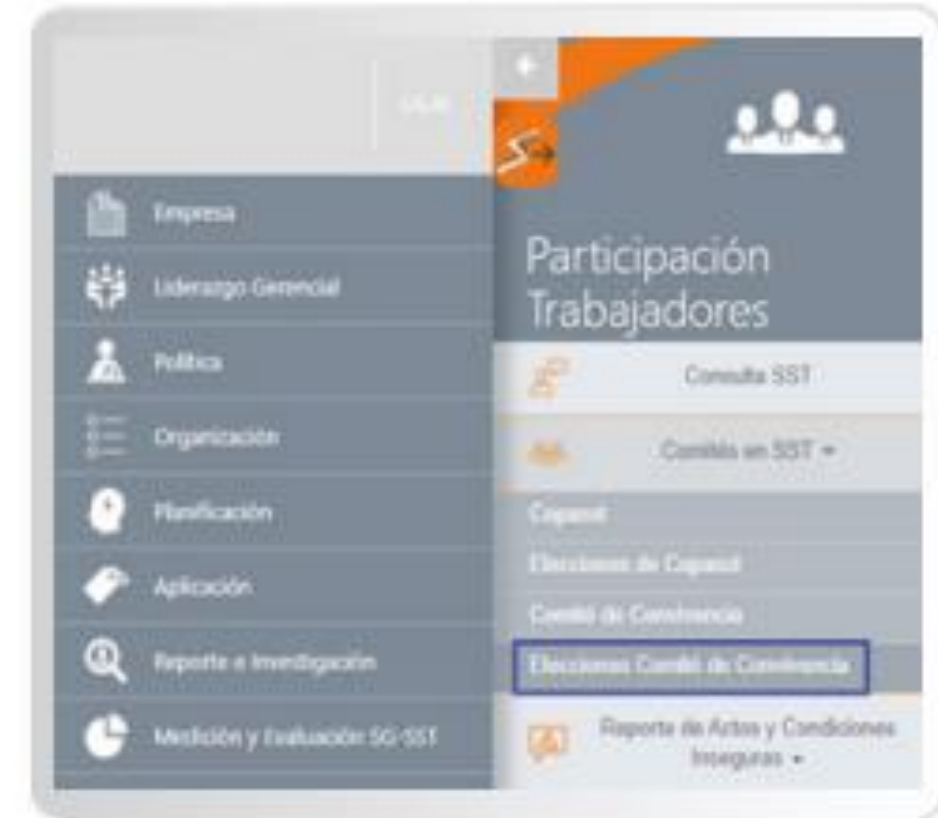 Empresa
Liderazgo Gerencial
Política
Organización
Planificación
Aplicación
Reporte e Investigación
Medición y Evaluación SG-SST
Participación
Trabajadores
Consulta SST
Comités en SST
Copasst
Elecciones de Copasst
Comité de Convivencia
Elecciones Comité de Convivencia
Reporte de Actos y Condiciones
Inseguras